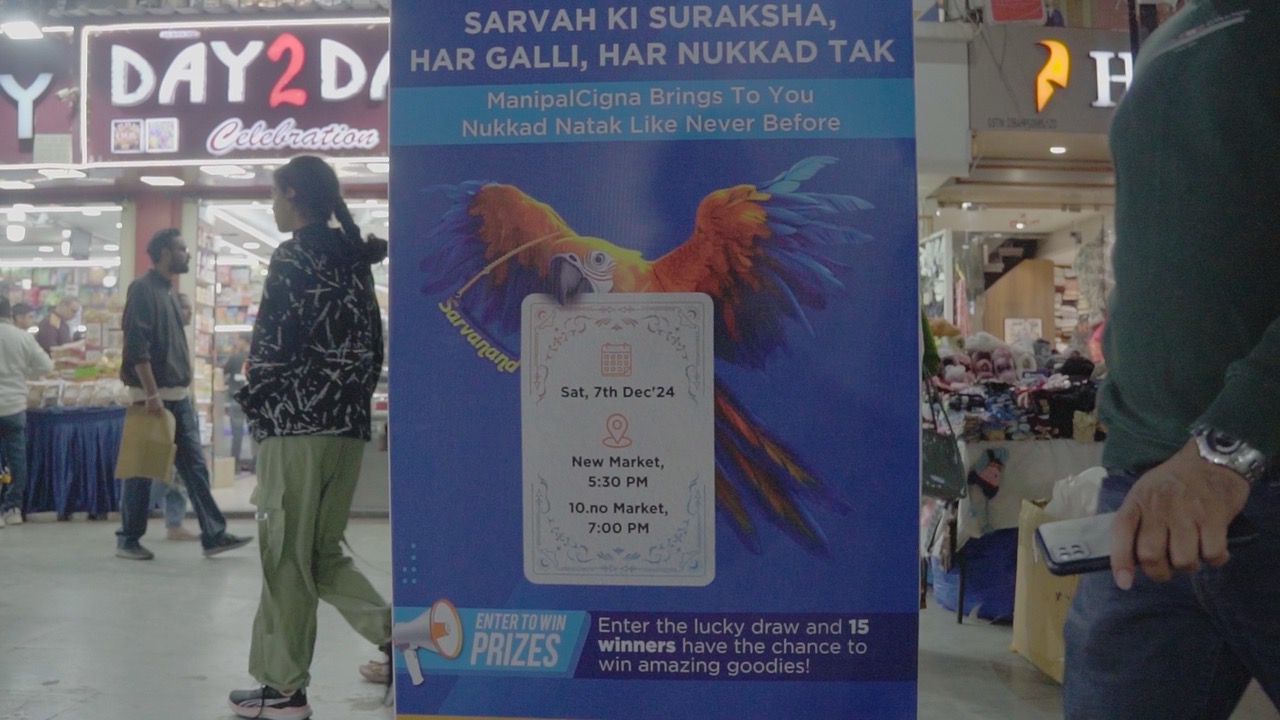 SARVAH KI SURAKSHA,
HAR GALLI, HAR NUKKAD TAK
ManipalCigna Brings To You
Nukkad Natak Like Never Before
Sarvanand
Sat, 7th Dec'24
New Market,
5:30 PM
10.no Market,
7:00 PM
ENTER TO WIN
PRIZES
Enter the lucky draw and 15
winners have the chance to
win amazing goodies!
Y
DAY2DA
Celebration
H